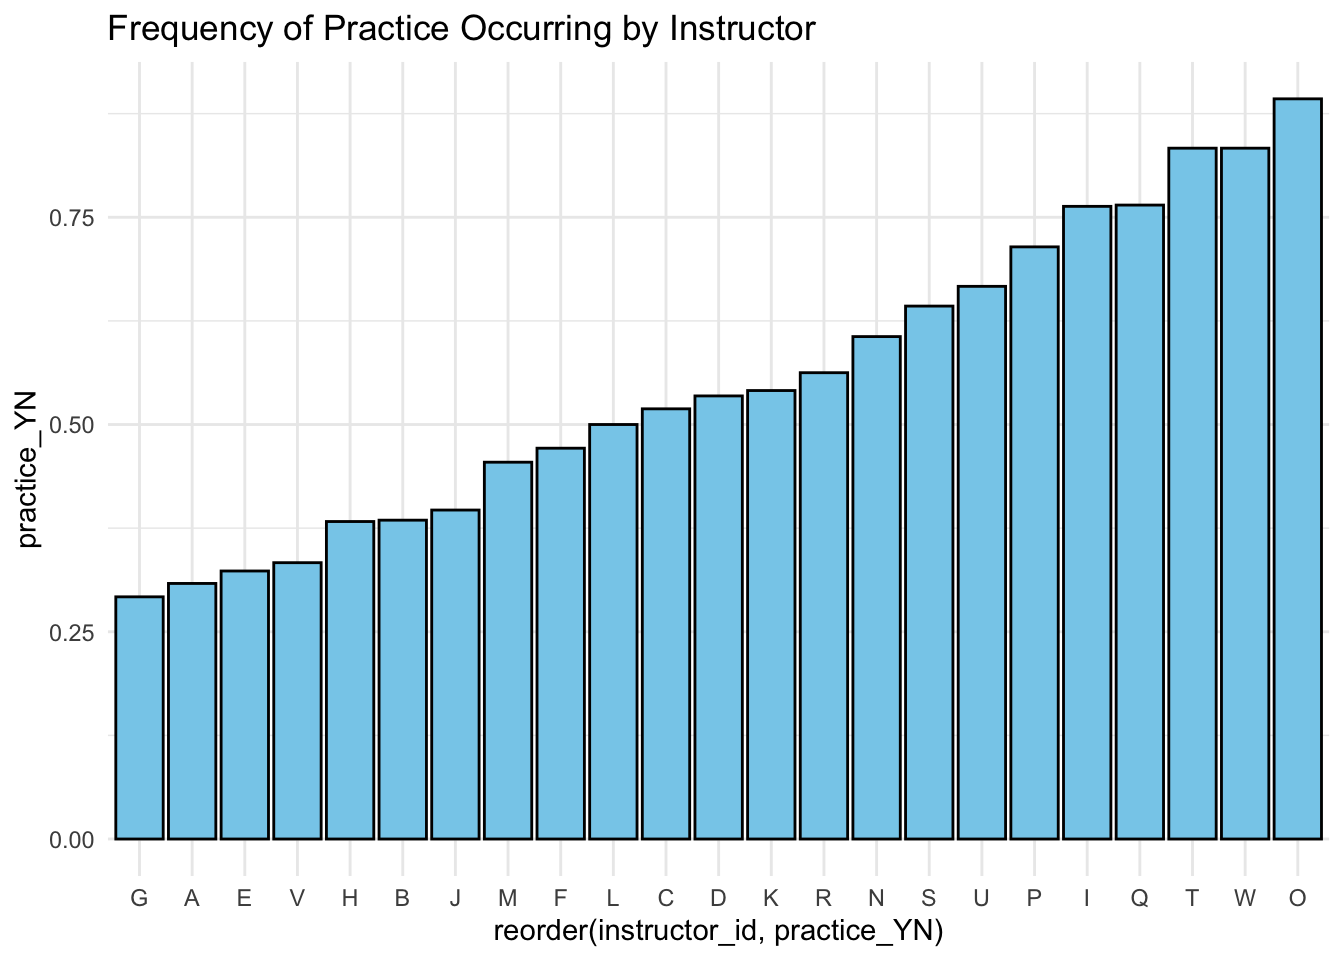 Frequency of Practice Occurring by Instructor
practice_YN
0.75
0.50
0.25
0.00
G A E V H B J M F L C D K R N S U P I Q T W O
reorder(instructor_id, practice_YN)